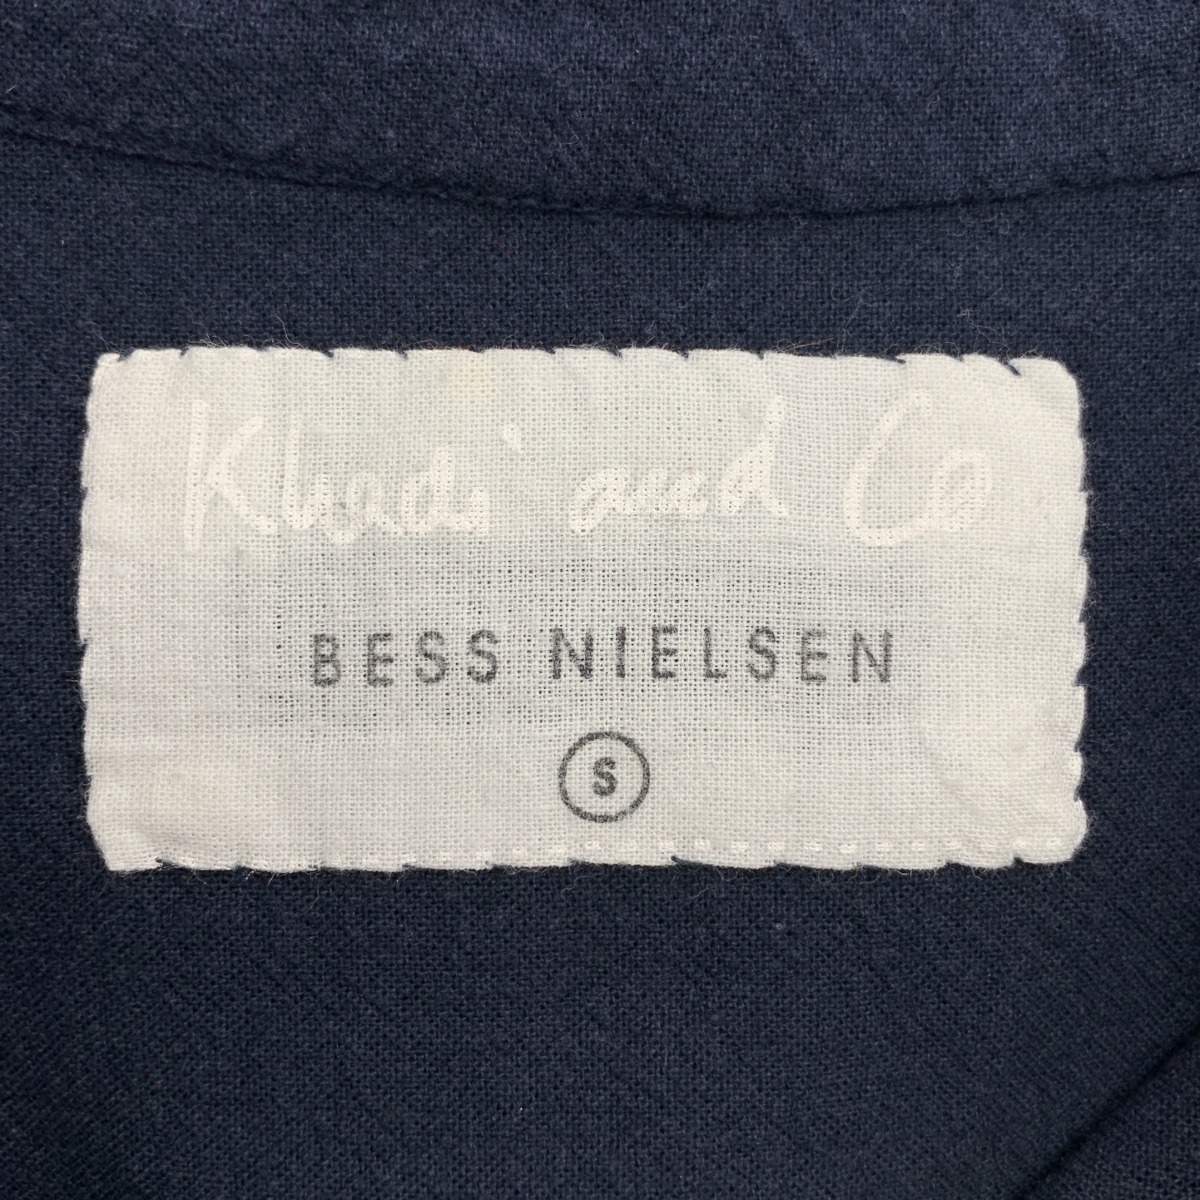 Khadi and Co
BESS NIELSEN
S